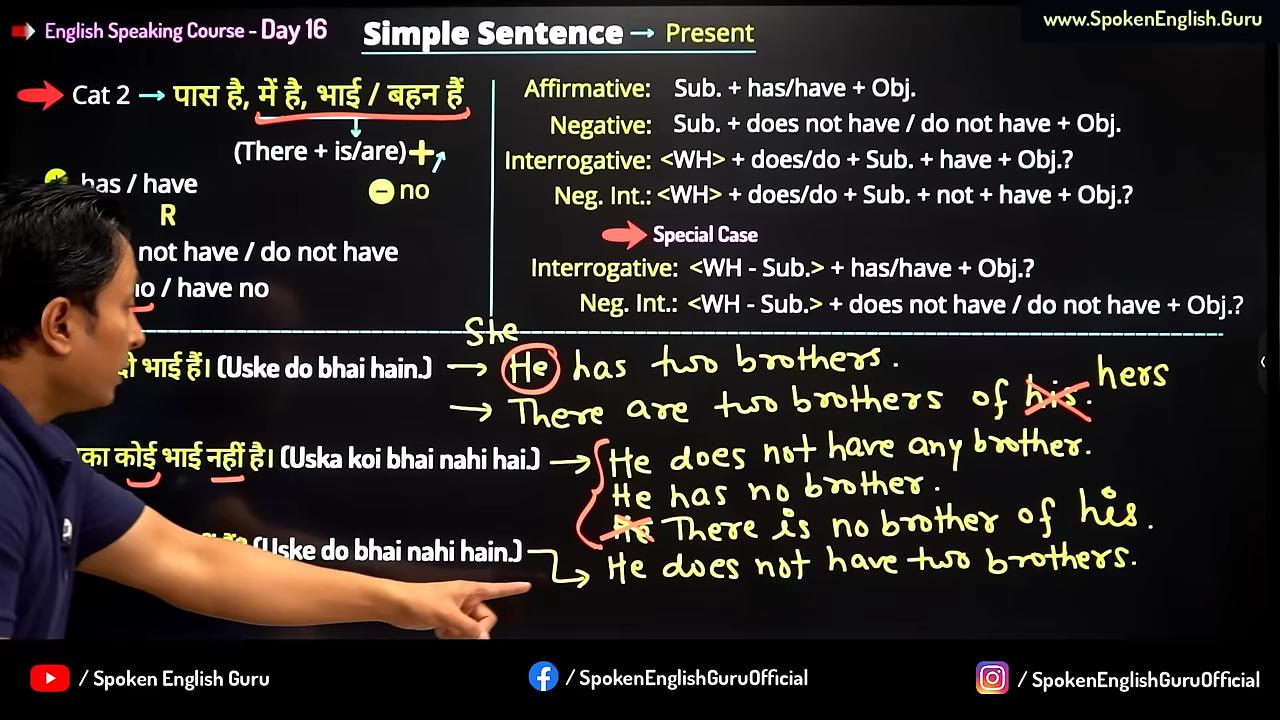 English Speaking Course - Day 16
Simple Sentence → Present
www.SpokenEnglish.Guru
Cat 2 → पास है, में है, भाई / बहन हैं
(There + is/are) +
- no
has / have
R
not have / do not have
no / have no
Affirmative: Sub. + has/have + Obj.
Negative: Sub. + does not have / do not have + Obj.
Interrogative: <WH> + does/do + Sub. + have + Obj.?
Neg. Int.: <WH> + does/do + Sub. + not + have + Obj.?
Special Case
Interrogative: <WH - Sub.> + has/have + Obj.?
Neg. Int.: <WH - Sub.> + does not have / do not have + Obj.?
She
भाई हैं। (Uske do bhai hain.) → He has two brothers.
→ There are two brothers of his. hers
कोई भाई नहीं है। (Uska koi bhai nahi hai.) → He does not have any brother.
He has no brother.
He There is no brother of his.
(Uske do bhai nahi hain.) → He does not have two brothers.
/ Spoken English Guru
/ SpokenEnglishGuruOfficial
/ SpokenEnglishGuruOfficial